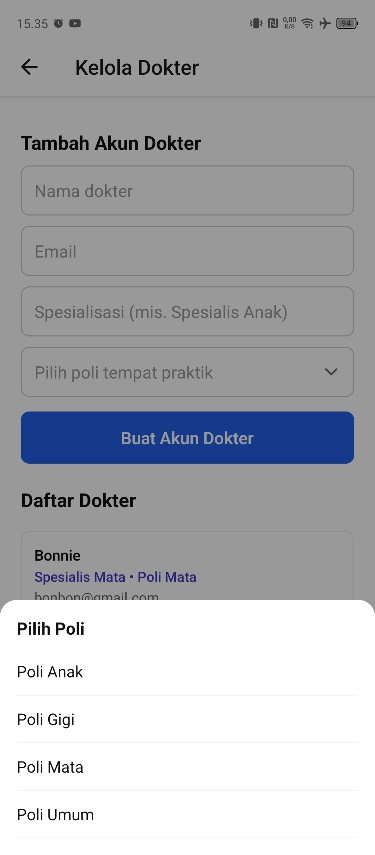 15.35
0,00
K/S
94
Kelola Dokter
Tambah Akun Dokter
Nama dokter
Email
Spesialisasi (mis. Spesialis Anak)
Pilih poli tempat praktik
Buat Akun Dokter
Daftar Dokter
Bonnie
Spesialis Mata • Poli Mata
bonbon@gmail.com
Pilih Poli
Poli Anak
Poli Gigi
Poli Mata
Poli Umum